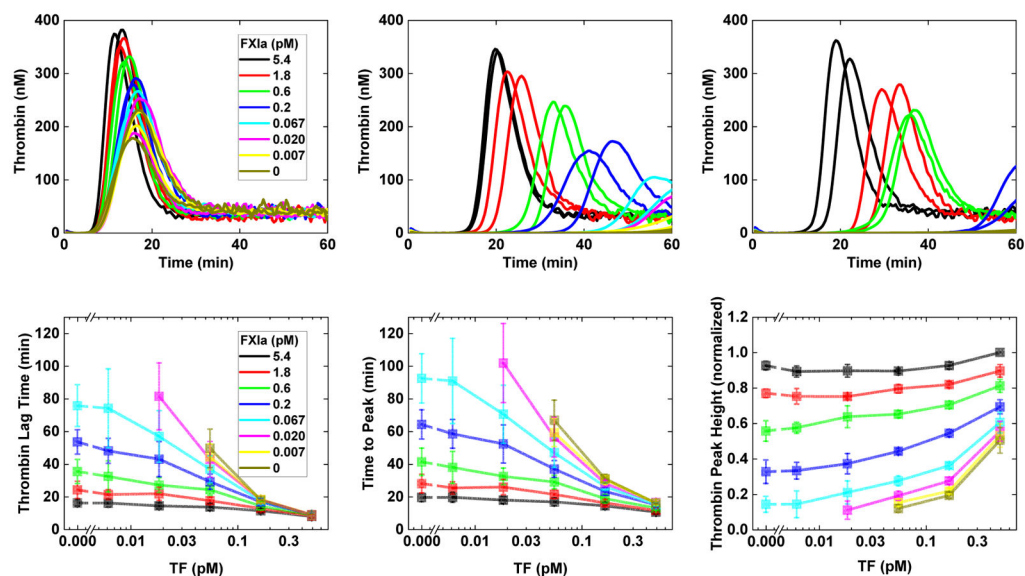 400
300
200
100
0
Thrombin (nM)
0 20 40 60
Time (min)
FXIa (pM)
5.4
1.8
0.6
0.2
0.067
0.020
0.007
0
400
300
200
100
0
Thrombin (nM)
0 20 40 60
Time (min)
400
300
200
100
0
Thrombin (nM)
0 20 40 60
Time (min)
120
100
80
60
40
20
0
Thrombin Lag Time (min)
0.000 0.01 0.04 0.1 0.3
TF (pM)
FXIa (pM)
5.4
1.8
0.6
0.2
0.067
0.020
0.007
0
120
100
80
60
40
20
0
Time to Peak (min)
0.000 0.01 0.04 0.1 0.3
TF (pM)
1.2
1.0
0.8
0.6
0.4
0.2
0.0
Thrombin Peak Height (normalized)
0.000 0.01 0.04 0.1 0.3
TF (pM)